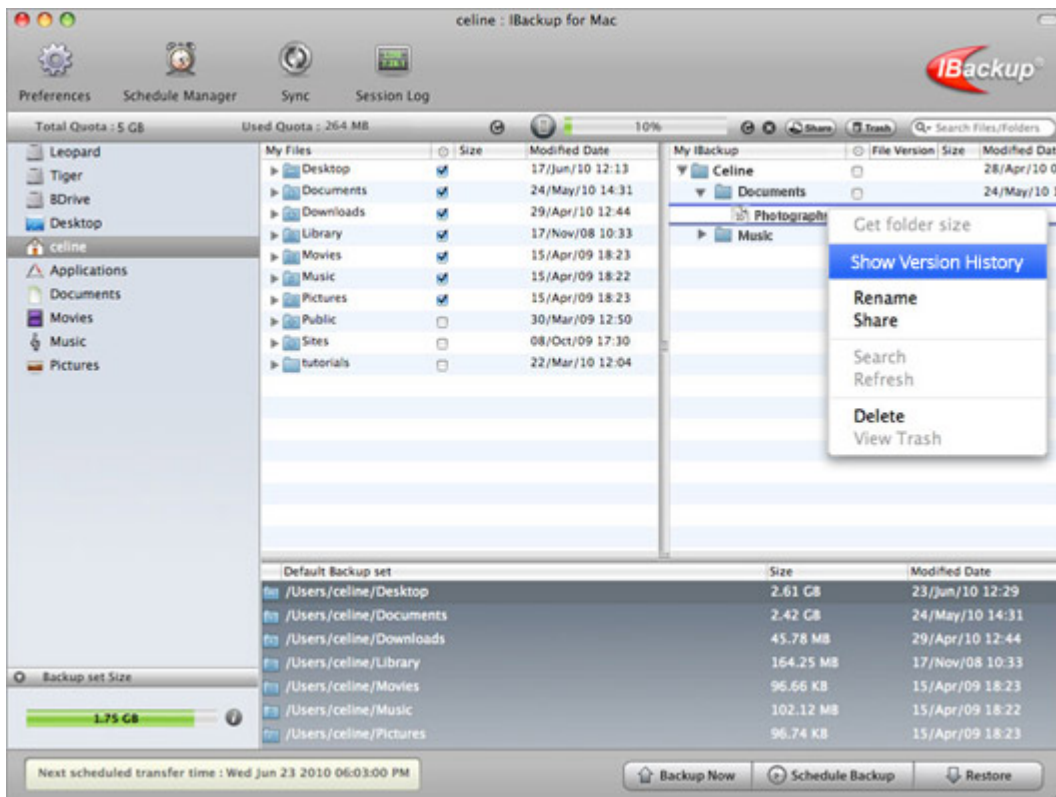 celine : IBackup for Mac
Preferences Schedule Manager Sync Session Log
IBackup
Total Quota : 5 GB Used Quota : 264 MB 10% Share Trash Search Files/Folders
Leopard
Tiger
BDrive
Desktop
celine
Applications
Documents
Movies
Music
Pictures
My Files Size Modified Date
Desktop 17/Jun/10 12:13
Documents 24/May/10 14:31
Downloads 29/Apr/10 12:44
Library 17/Nov/08 10:33
Movies 15/Apr/09 18:23
Music 15/Apr/09 18:22
Pictures 15/Apr/09 18:23
Public 30/Mar/09 12:50
Sites 08/Oct/09 17:30
tutorials 22/Mar/10 12:04
My IBackup File Version Size Modified Dat
Celine 28/Apr/10 0
Documents 24/May/10 1
Photographs
Music
Get folder size
Show Version History
Rename
Share
Search
Refresh
Delete
View Trash
Default Backup set Size Modified Date
/Users/celine/Desktop 2.61 GB 23/Jun/10 12:29
/Users/celine/Documents 2.42 GB 24/May/10 14:31
/Users/celine/Downloads 45.78 MB 29/Apr/10 12:44
/Users/celine/Library 164.25 MB 17/Nov/08 10:33
/Users/celine/Movies 96.66 KB 15/Apr/09 18:23
/Users/celine/Music 102.12 MB 15/Apr/09 18:22
/Users/celine/Pictures 96.74 KB 15/Apr/09 18:23
Backup set Size
1.75 GB
Next scheduled transfer time : Wed Jun 23 2010 06:03:00 PM
Backup Now Schedule Backup Restore